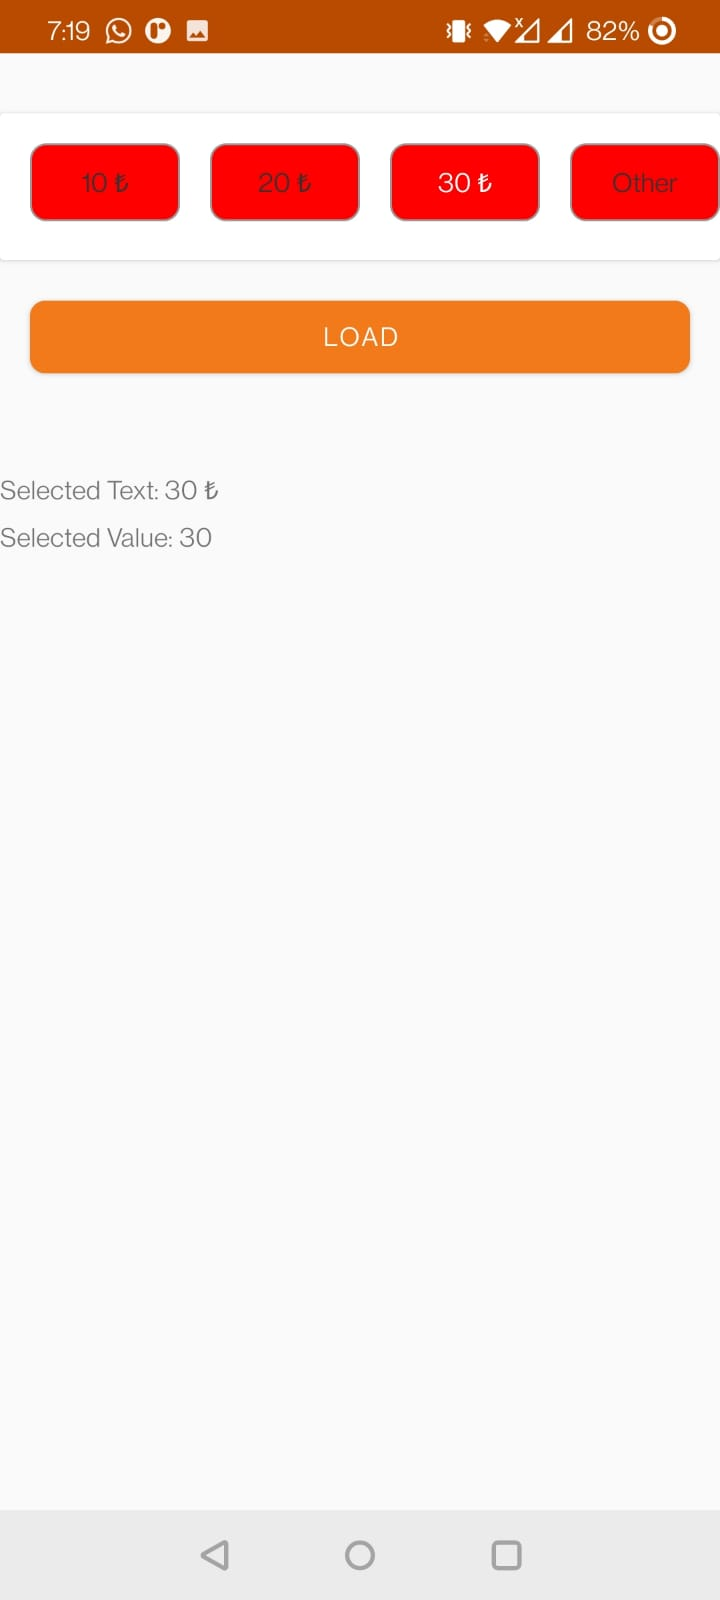 7:19 82%
10 ₺ 20 ₺ 30 ₺ Other
LOAD
Selected Text: 30 ₺
Selected Value: 30